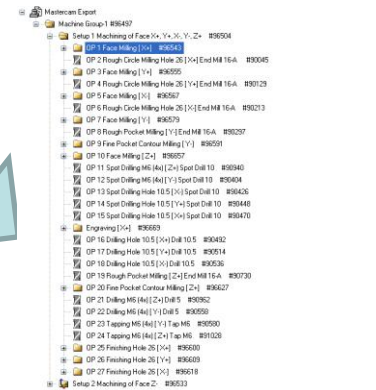 Mastercam Export
Machine Group-1 #96497
Setup 1 Machining of Face X+, Y+, X-, Y-, Z+ #96504
OP 1 Face Milling [X+] #96543
OP 2 Rough Circle Milling Hole 26 [X+] End Mill 16-A #90045
OP 3 Face Milling [Y+] #96555
OP 4 Rough Circle Milling Hole 26 [Y+] End Mill 16-A #90129
OP 5 Face Milling [X-] #96567
OP 6 Rough Circle Milling Hole 26 [X-] End Mill 16-A #90213
OP 7 Face Milling [Y-] #96579
OP 8 Rough Pocket Milling [Y-] End Mill 16-A #90297
OP 9 Fine Pocket Contour Milling [Y-] #96591
OP 10 Face Milling [Z+] #96657
OP 11 Spot Drilling M6 (4x) [Z+] Spot Drill 10 #90940
OP 12 Spot Drilling M6 (4x) [Y-] Spot Drill 10 #90404
OP 13 Spot Drilling Hole 10.5 [X-] Spot Drill 10 #90426
OP 14 Spot Drilling Hole 10.5 [Y+] Spot Drill 10 #90448
OP 15 Spot Drilling Hole 10.5 [X+] Spot Drill 10 #90470
Engraving [X+] #96669
OP 16 Drilling Hole 10.5 [X+] Drill 10.5 #90492
OP 17 Drilling Hole 10.5 [Y+] Drill 10.5 #90514
OP 18 Drilling Hole 10.5 [X-] Drill 10.5 #90536
OP 19 Rough Pocket Milling [Z+] End Mill 16-A #90730
OP 20 Fine Pocket Contour Milling [Z+] #96627
OP 21 Drilling M6 (4x) [Z+] Drill 5 #90962
OP 22 Drilling M6 (4x) [Y-] Drill 5 #90558
OP 23 Tapping M6 (4x) [Y-] Tap M6 #90580
OP 24 Tapping M6 (4x) [Z+] Tap M6 #91028
OP 25 Finishing Hole 26 [X+] #96600
OP 26 Finishing Hole 26 [Y+] #96609
OP 27 Finishing Hole 26 [X-] #96618
Setup 2 Machining of Face Z- #96533